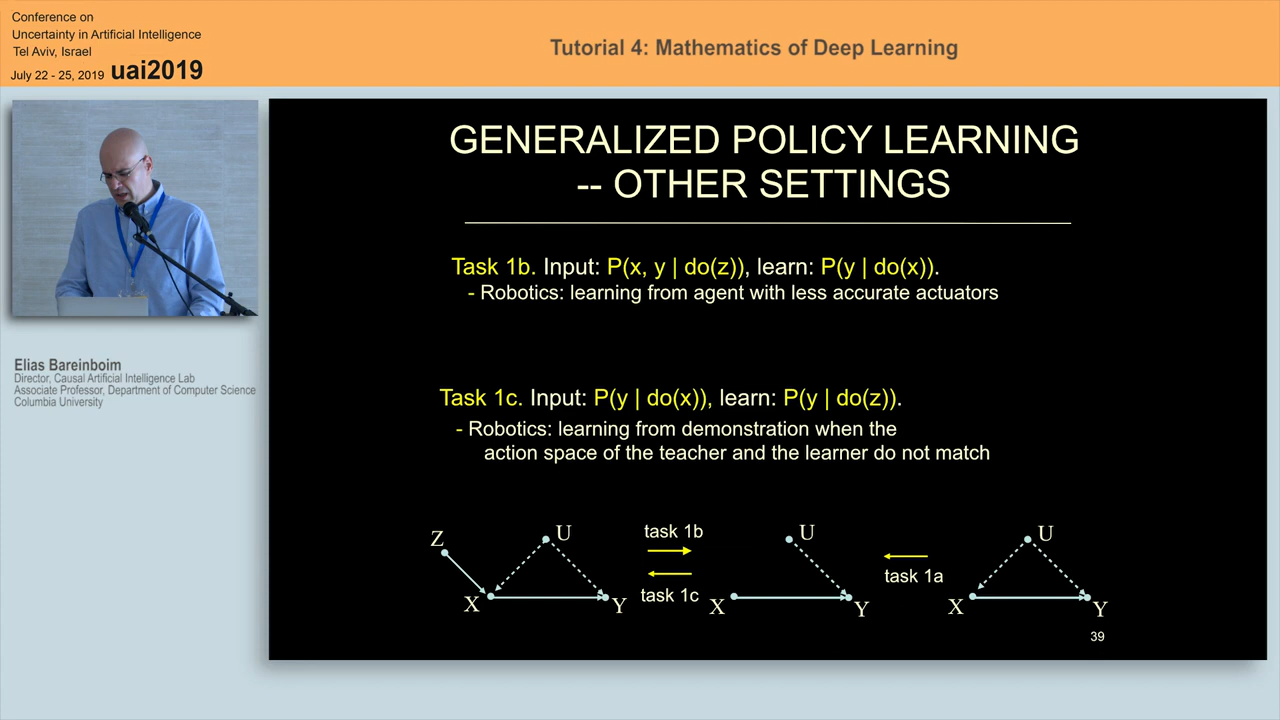 Conference on
Uncertainty in Artificial Intelligence
Tel Aviv, Israel
July 22 - 25, 2019 uai2019
Tutorial 4: Mathematics of Deep Learning
Elias Bareinboim
Director, Causal Artificial Intelligence Lab
Associate Professor, Department of Computer Science
Columbia University
GENERALIZED POLICY LEARNING
-- OTHER SETTINGS
Task 1b. Input: P(x, y | do(z)), learn: P(y | do(x)).
- Robotics: learning from agent with less accurate actuators
Task 1c. Input: P(y | do(x)), learn: P(y | do(z)).
- Robotics: learning from demonstration when the
action space of the teacher and the learner do not match
Z U X Y
task 1b
task 1c
U X Y
task 1a
U X Y
39